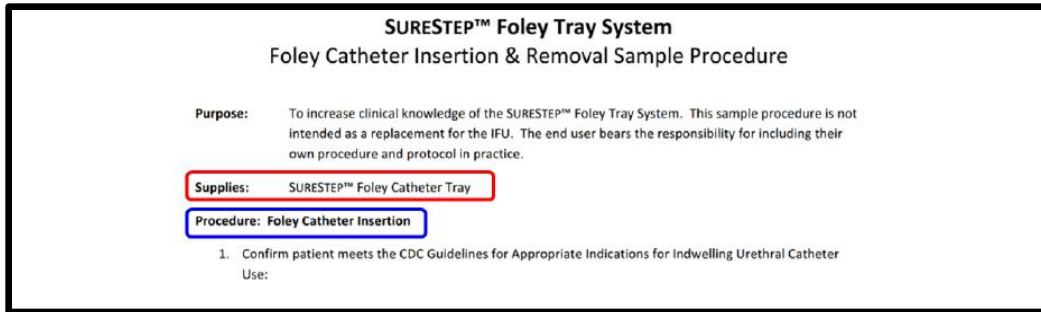 SURESTEP™ Foley Tray System
Foley Catheter Insertion & Removal Sample Procedure
Purpose: To increase clinical knowledge of the SURESTEP™ Foley Tray System. This sample procedure is not
intended as a replacement for the IFU. The end user bears the responsibility for including their
own procedure and protocol in practice.
Supplies: SURESTEP™ Foley Catheter Tray
Procedure: Foley Catheter Insertion
1. Confirm patient meets the CDC Guidelines for Appropriate Indications for Indwelling Urethral Catheter
Use: